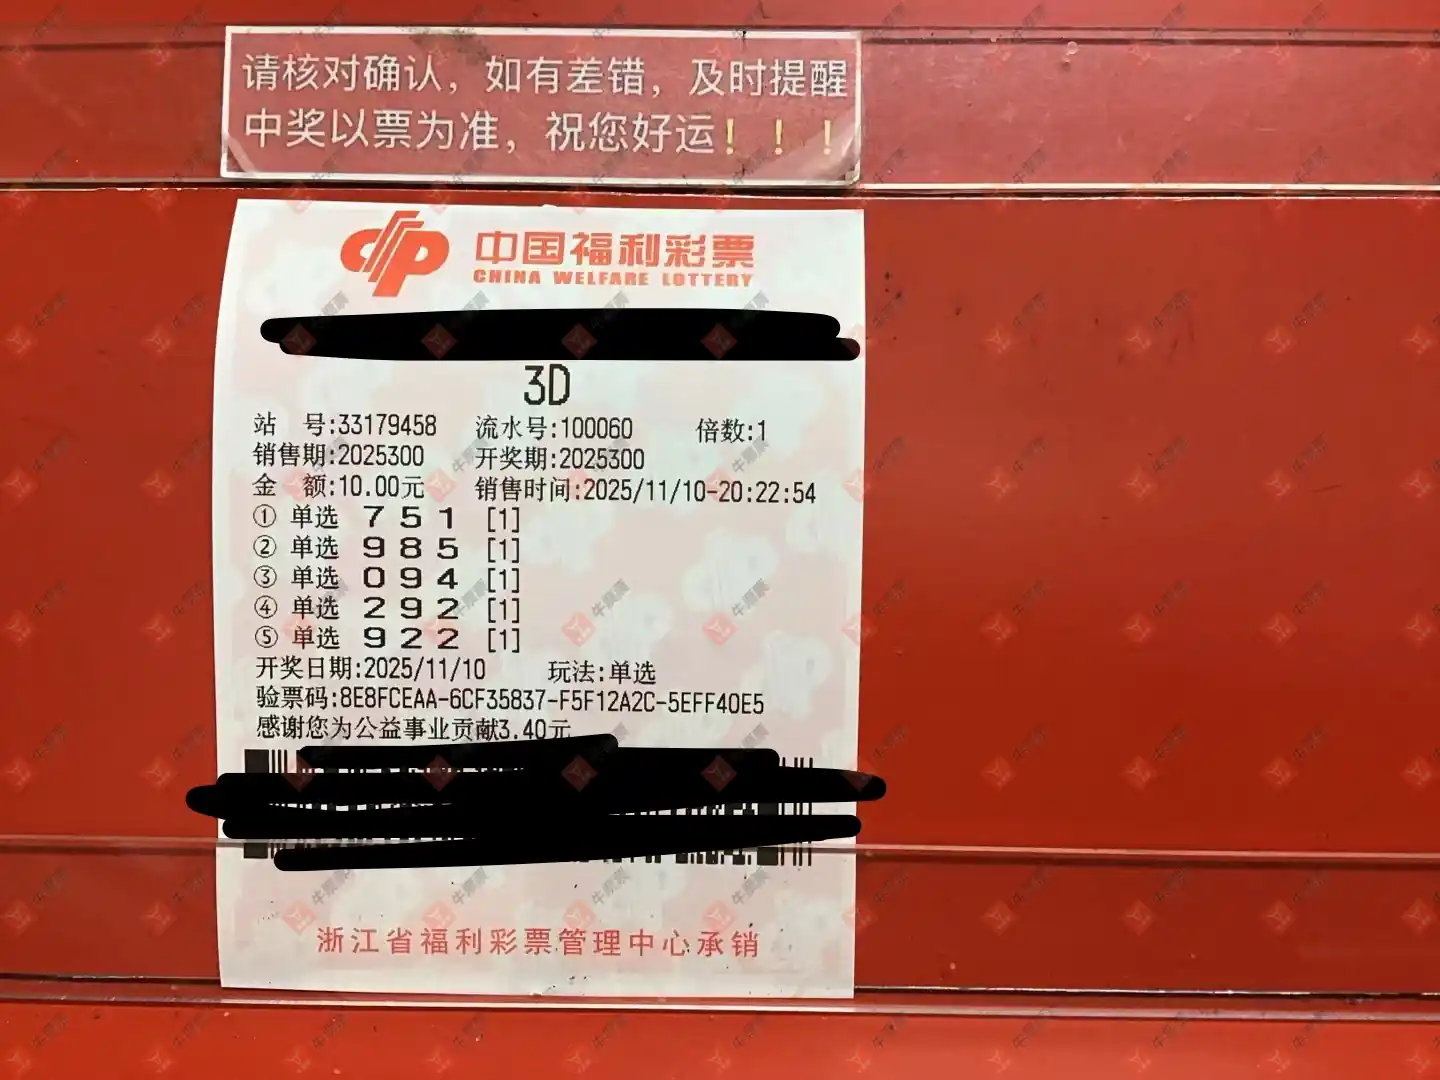 请核对确认，如有差错，及时提醒
中奖以票为准，祝您好运！！！
中国福利彩票
CHINA WELFARE LOTTERY
3D
站 号:33179458 流水号:100060 倍数:1
销售期:2025300 开奖期:2025300
金 额:10.00元 销售时间:2025/11/10-20:22:54
① 单选 7 5 1 [1]
② 单选 9 8 5 [1]
③ 单选 0 9 4 [1]
④ 单选 2 9 2 [1]
⑤ 单选 9 2 2 [1]
开奖日期:2025/11/10 玩法:单选
验票码:8E8FCEAA-6CF35837-F5F12A2C-5EFF40E5
感谢您为公益事业贡献3.40元
浙江省福利彩票管理中心承销